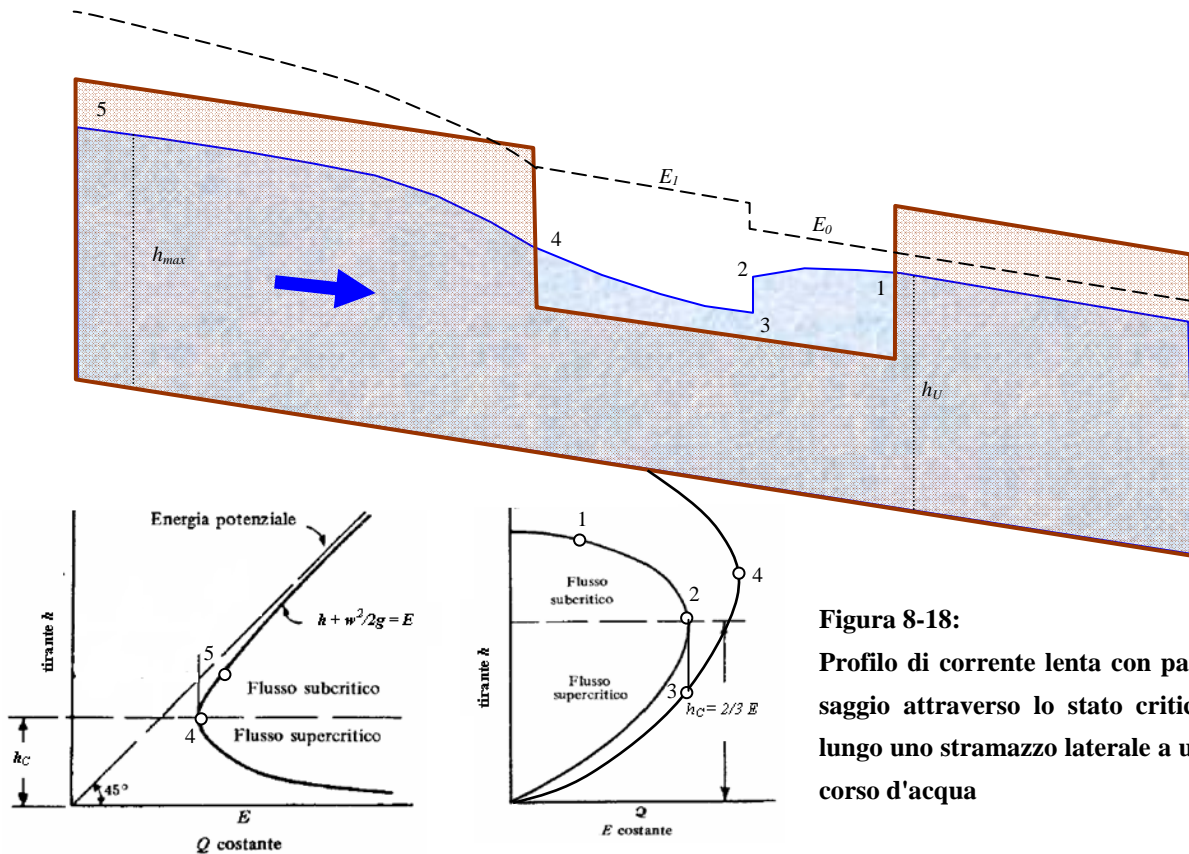 5
E1
E0
4
hmax
2
1
3
hU
Energia potenziale
tirante h
h + w²/2g = E
5
Flusso subcritico
4
Flusso supercritico
hC
45°
E
Q costante
tirante h
1
Flusso
subcritico
4
2
Flusso
supercritico
3
hC = 2/3 E
Q
E costante
Figura 8-18:
Profilo di corrente lenta con pas
saggio attraverso lo stato critic
lungo uno stramazzo laterale a u
corso d'acqua